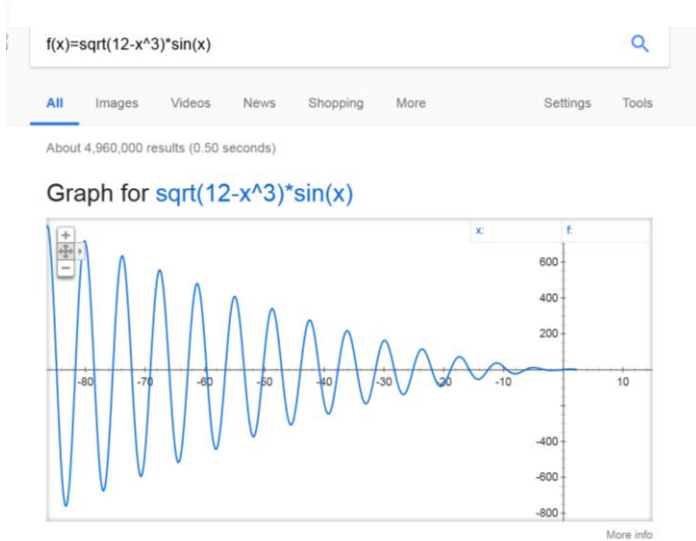 f(x)=sqrt(12-x^3)*sin(x)
All Images Videos News Shopping More Settings Tools
About 4,960,000 results (0.50 seconds)
Graph for sqrt(12-x^3)*sin(x)
x: f:
600
400
200
-80 -70 -60 -50 -40 -30 -20 -10 10
-400
-600
-800
More info